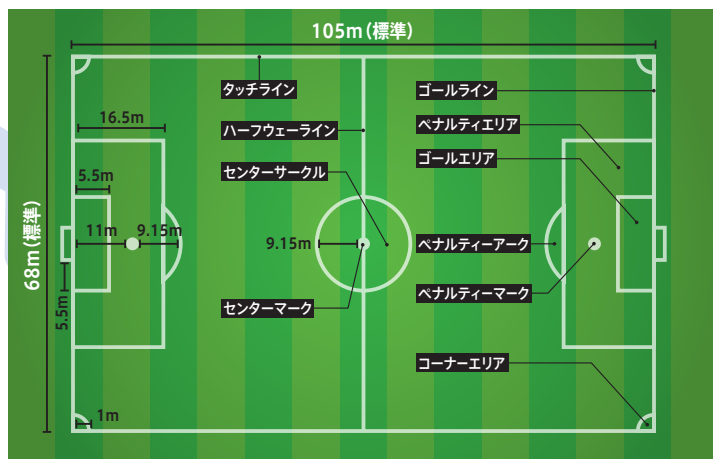 105m（標準）
タッチライン
ゴールライン
16.5m
ペナルティエリア
ハーフウェーライン
ゴールエリア
センターサークル
5.5m
11m
9.15m
9.15m
ペナルティーアーク
68m（標準）
5.5m
ペナルティーマーク
センターマーク
コーナーエリア
1m